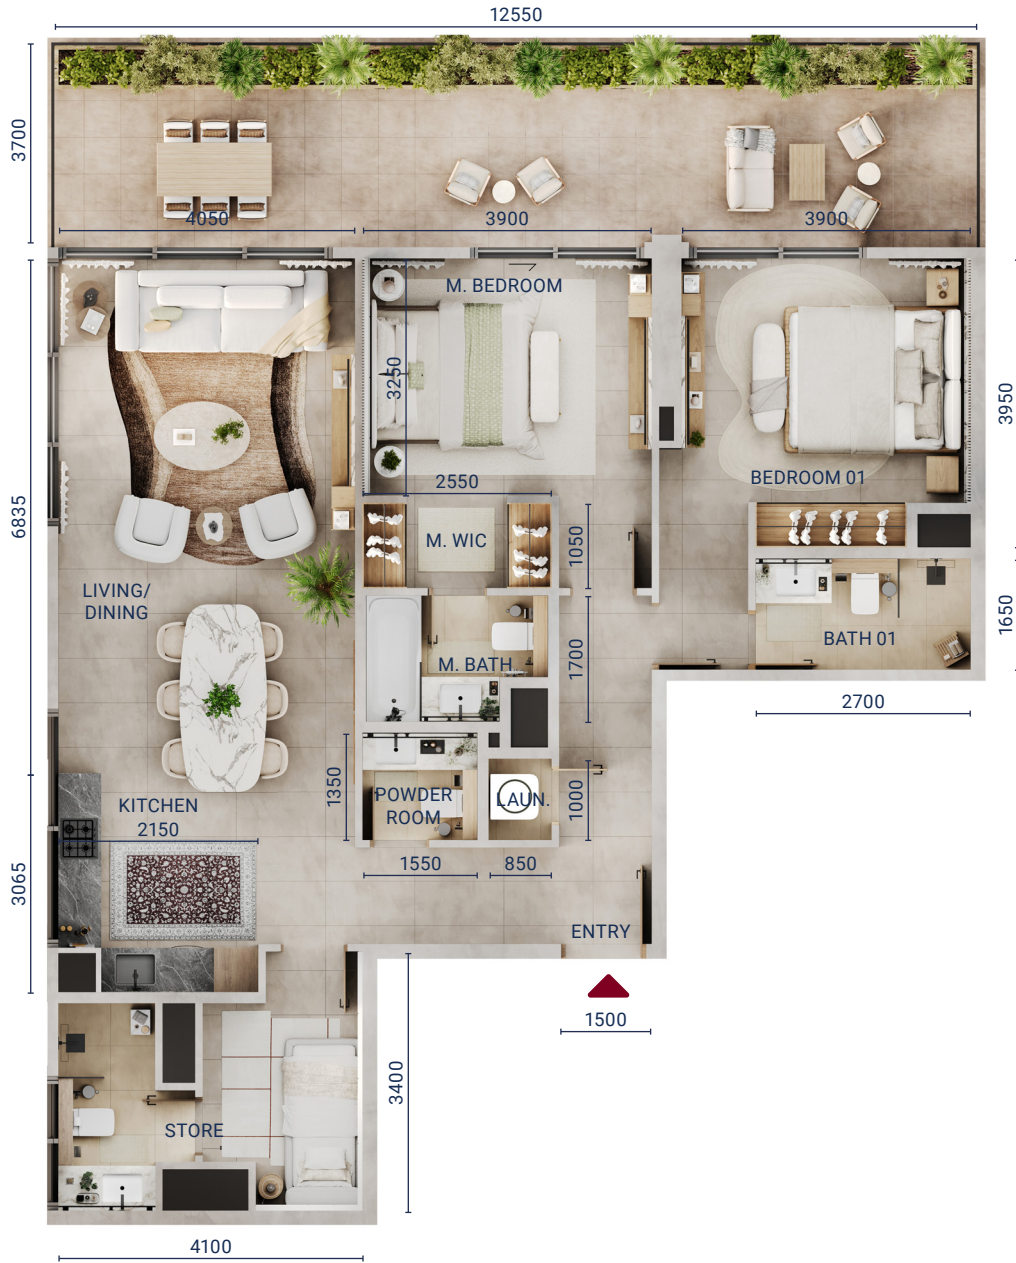 12550
3700
4050
3900
3900
M. BEDROOM
3250
3950
BEDROOM 01
2550
6835
M. WIC
1050
LIVING/
DINING
1650
BATH 01
M. BATH
1700
2700
KITCHEN
2150
1350
POWDER
ROOM
LAUN.
1000
3065
1550
850
ENTRY
1500
3400
STORE
4100